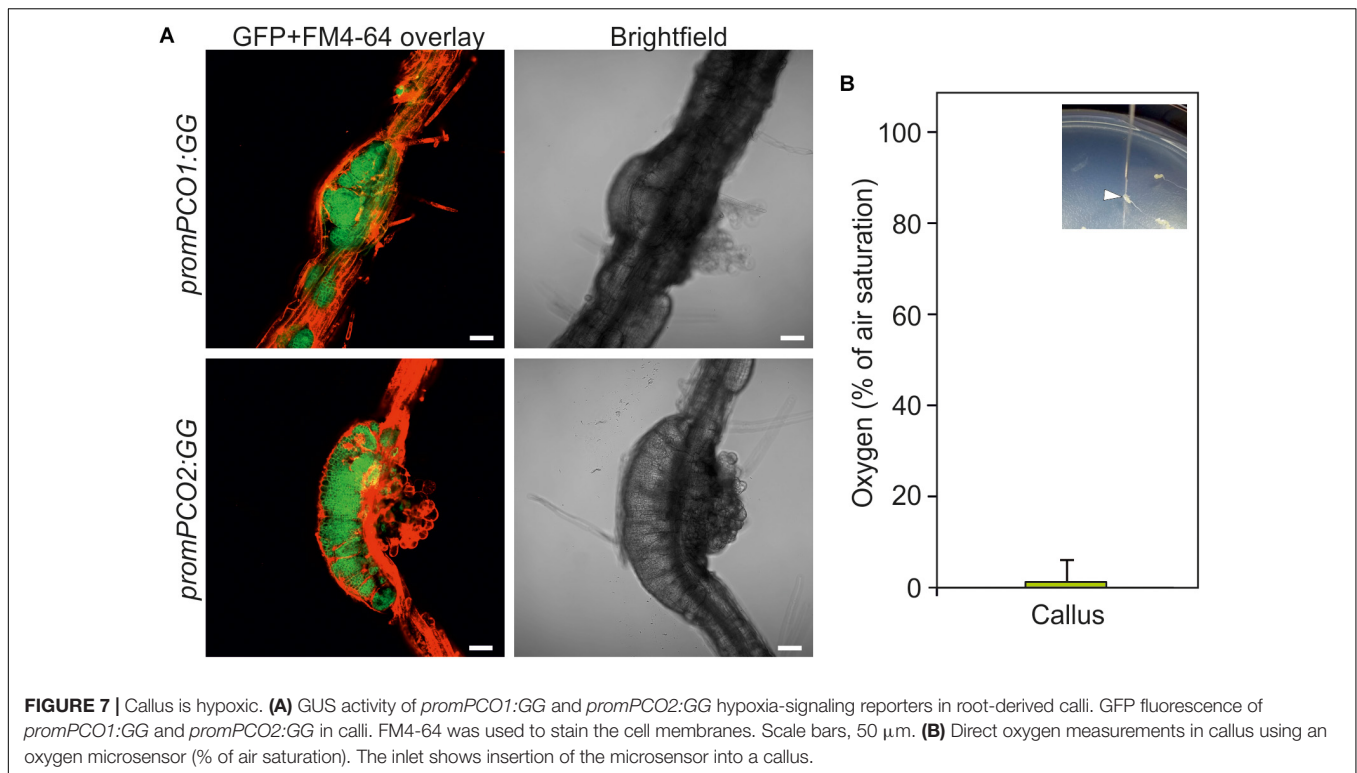 A
GFP+FM4-64 overlay
Brightfield
promPCO1:GG
promPCO2:GG
B
Oxygen (% of air saturation)
100
80
60
40
20
0
Callus
FIGURE 7 | Callus is hypoxic. (A) GUS activity of promPCO1:GG and promPCO2:GG hypoxia-signaling reporters in root-derived calli. GFP fluorescence of
promPCO1:GG and promPCO2:GG in calli. FM4-64 was used to stain the cell membranes. Scale bars, 50 μm. (B) Direct oxygen measurements in callus using an
oxygen microsensor (% of air saturation). The inlet shows insertion of the microsensor into a callus.